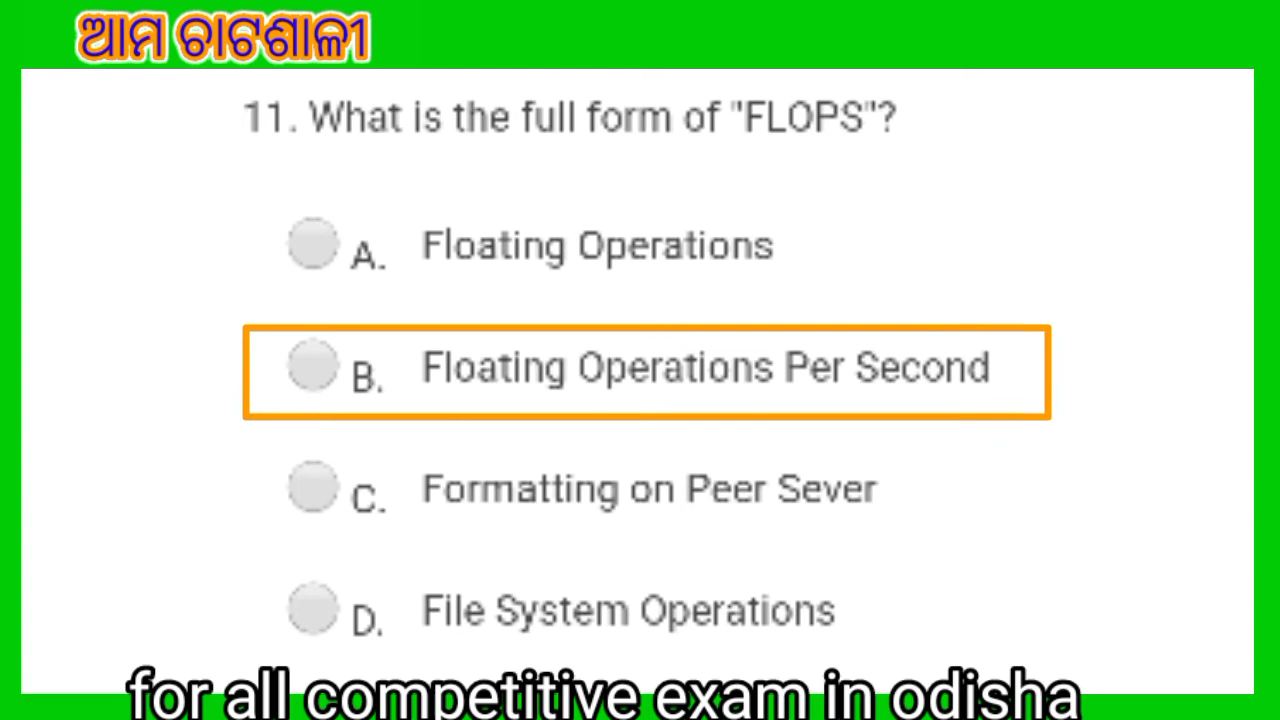 ଆମ ଚାଟଶାଳୀ
11. What is the full form of "FLOPS"?
A. Floating Operations
B. Floating Operations Per Second
C. Formatting on Peer Sever
D. File System Operations
for all competitive exam in odisha